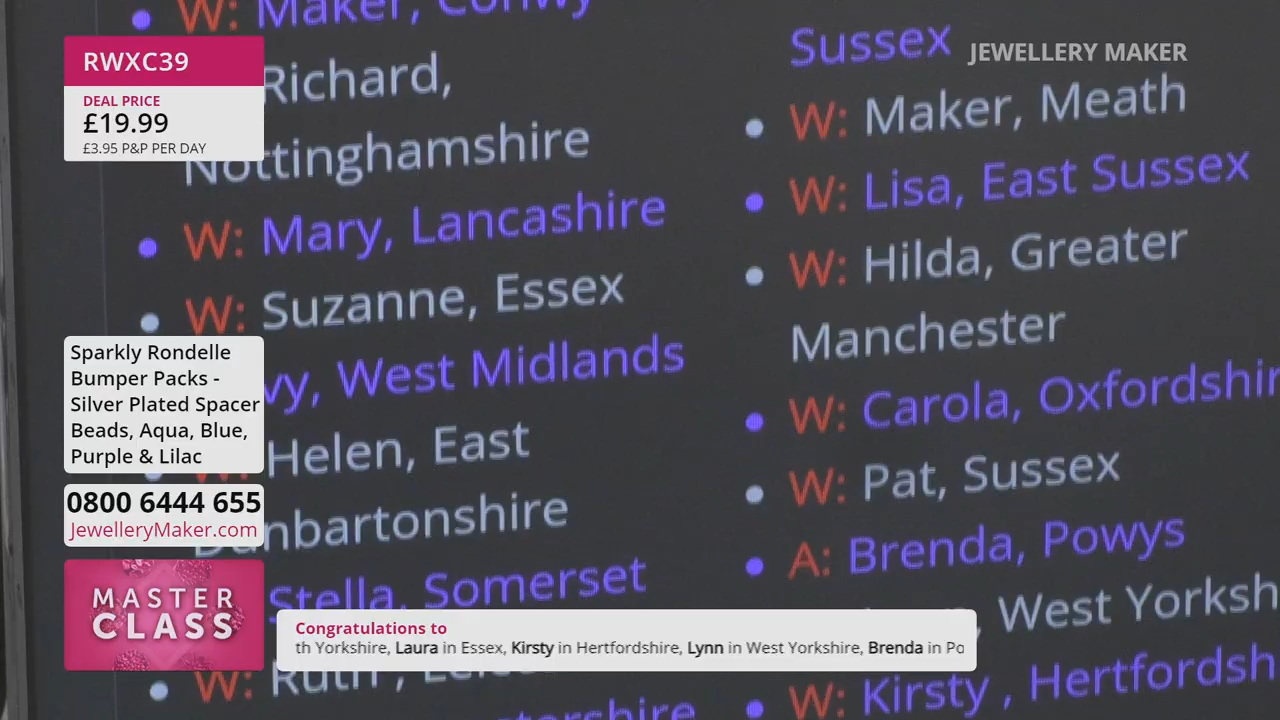 RWXC39
DEAL PRICE
£19.99
£3.95 P&P PER DAY
Sparkly Rondelle
Bumper Packs -
Silver Plated Spacer
Beads, Aqua, Blue,
Purple & Lilac
0800 6444 655
JewelleryMaker.com
MASTER
CLASS
W: Maker, Conwy
Richard,
Nottinghamshire
W: Mary, Lancashire
W: Suzanne, Essex
vy, West Midlands
W: Helen, East
Dunbartonshire
Stella, Somerset
W: Ruth ,
JEWELLERY MAKER
Sussex
W: Maker, Meath
W: Lisa, East Sussex
W: Hilda, Greater
Manchester
W: Carola, Oxfordshir
W: Pat, Sussex
A: Brenda, Powys
, West Yorksh
W: Kirsty , Hertfordsh
Congratulations to
th Yorkshire, Laura in Essex, Kirsty in Hertfordshire, Lynn in West Yorkshire, Brenda in Po